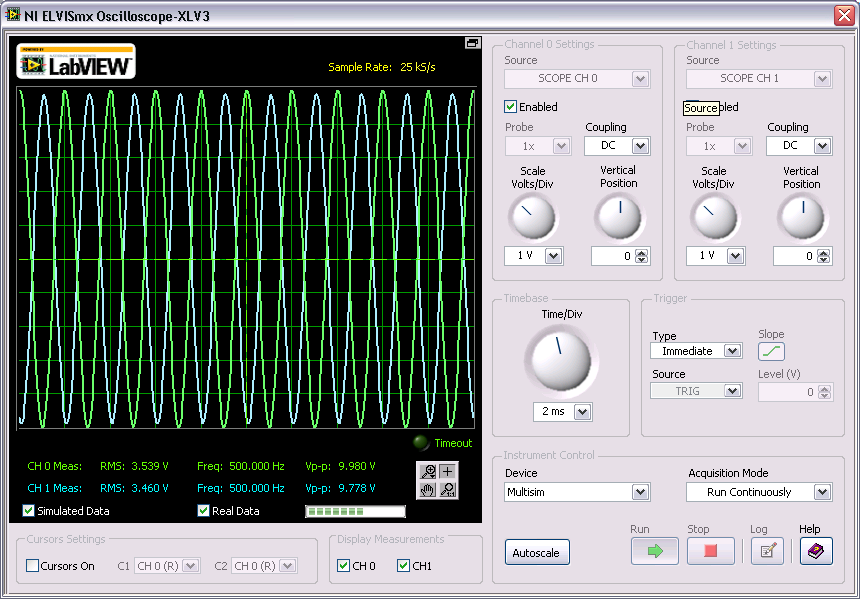 NI ELVISmx Oscilloscope-XLV3
POWERED BY
LabVIEW
Sample Rate: 25 kS/s
Timeout
CH 0 Meas: RMS: 3.539 V Freq: 500.000 Hz Vp-p: 9.980 V
CH 1 Meas: RMS: 3.460 V Freq: 500.000 Hz Vp-p: 9.778 V
Simulated Data
Real Data
Cursors Settings
Cursors On
C1
CH 0 (R)
C2
CH 0 (R)
Display Measurements
CH 0
CH1
Channel 0 Settings
Source
SCOPE CH 0
Enabled
Probe
1x
Coupling
DC
Scale
Volts/Div
1 V
Vertical
Position
0
Channel 1 Settings
Source
SCOPE CH 1
Source
Probe
1x
Coupling
DC
Scale
Volts/Div
1 V
Vertical
Position
0
Timebase
Time/Div
2 ms
Trigger
Type
Immediate
Slope
Source
TRIG
Level (V)
0
Instrument Control
Device
Multisim
Acquisition Mode
Run Continuously
Autoscale
Run
Stop
Log
Help